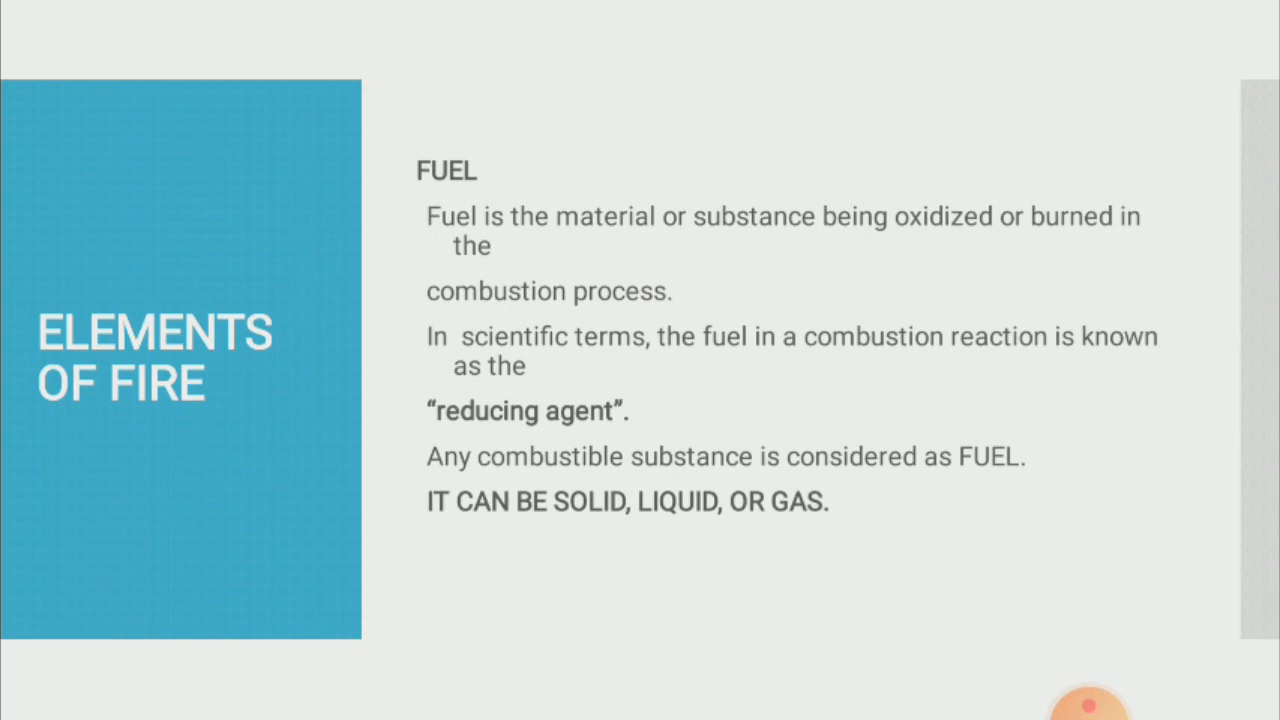 ELEMENTS
OF FIRE
FUEL
Fuel is the material or substance being oxidized or burned in
the
combustion process.
In  scientific terms, the fuel in a combustion reaction is known
as the
“reducing agent”.
Any combustible substance is considered as FUEL.
IT CAN BE SOLID, LIQUID, OR GAS.